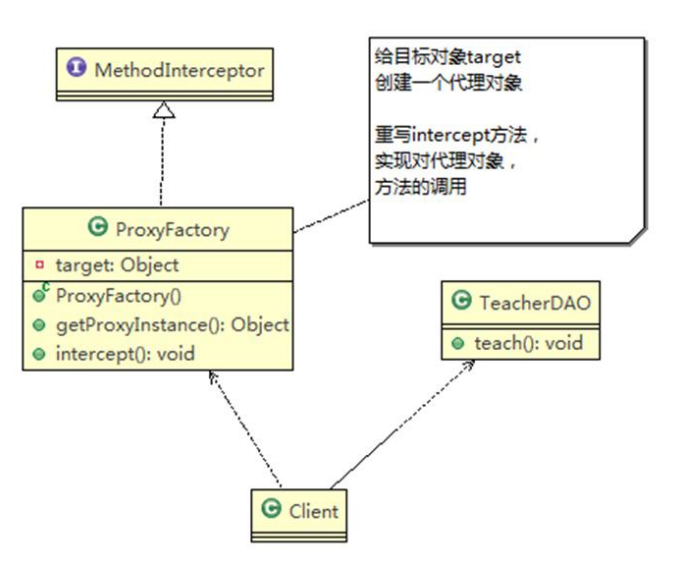 I MethodInterceptor
给目标对象target
创建一个代理对象
重写intercept方法，
实现对代理对象，
方法的调用
C ProxyFactory
target: Object
C ProxyFactory()
getProxyInstance(): Object
intercept(): void
C TeacherDAO
teach(): void
C Client